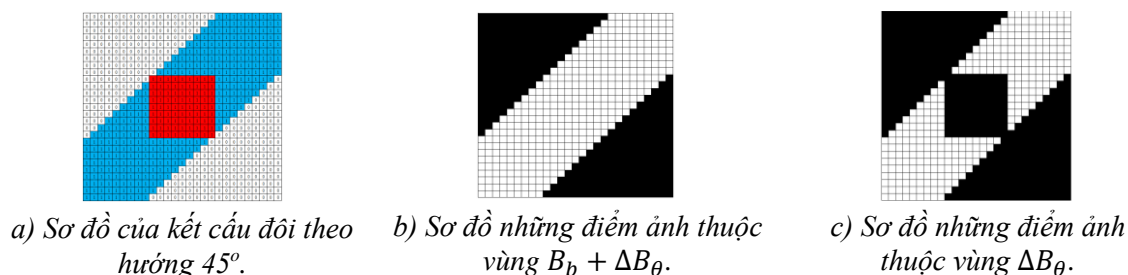 a) Sơ đồ của kết cấu đôi theo
hướng 45º.
b) Sơ đồ những điểm ảnh thuộc
vùng B_b + ΔB_θ.
c) Sơ đồ những điểm ảnh
thuộc vùng ΔB_θ.